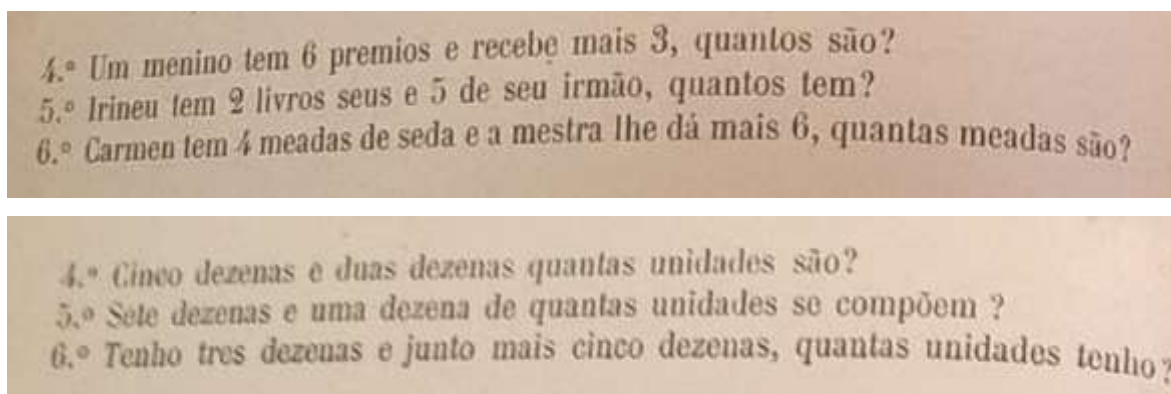 4.º Um menino tem 6 premios e recebe mais 3, quantos são?
5.º Irineu tem 2 livros seus e 5 de seu irmão, quantos tem?
6.º Carmen tem 4 meadas de seda e a mestra lhe dá mais 6, quantas meadas são?
4.º Cinco dezenas e duas dezenas quantas unidades são?
5.º Sete dezenas e uma dezena de quantas unidades se compõem ?
6.º Tenho tres dezenas e junto mais cinco dezenas, quantas unidades tenho?